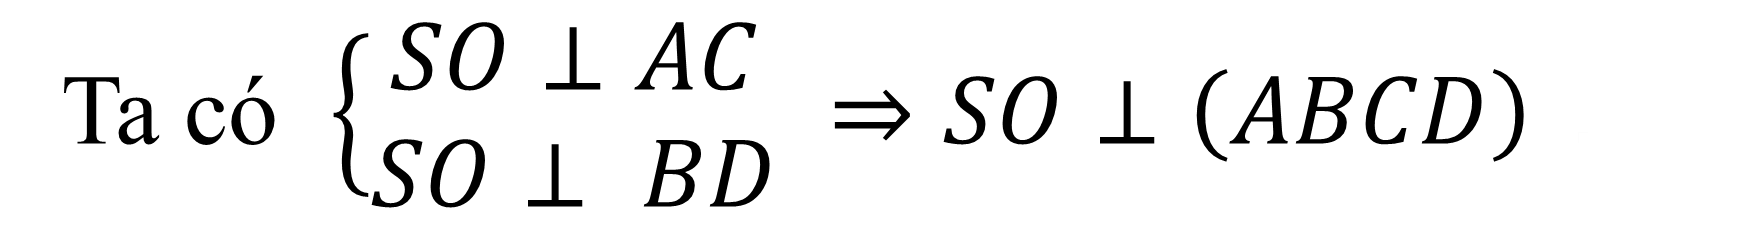 Ta có { SO ⊥ AC
SO ⊥ BD ⇒ SO ⊥ (ABCD)